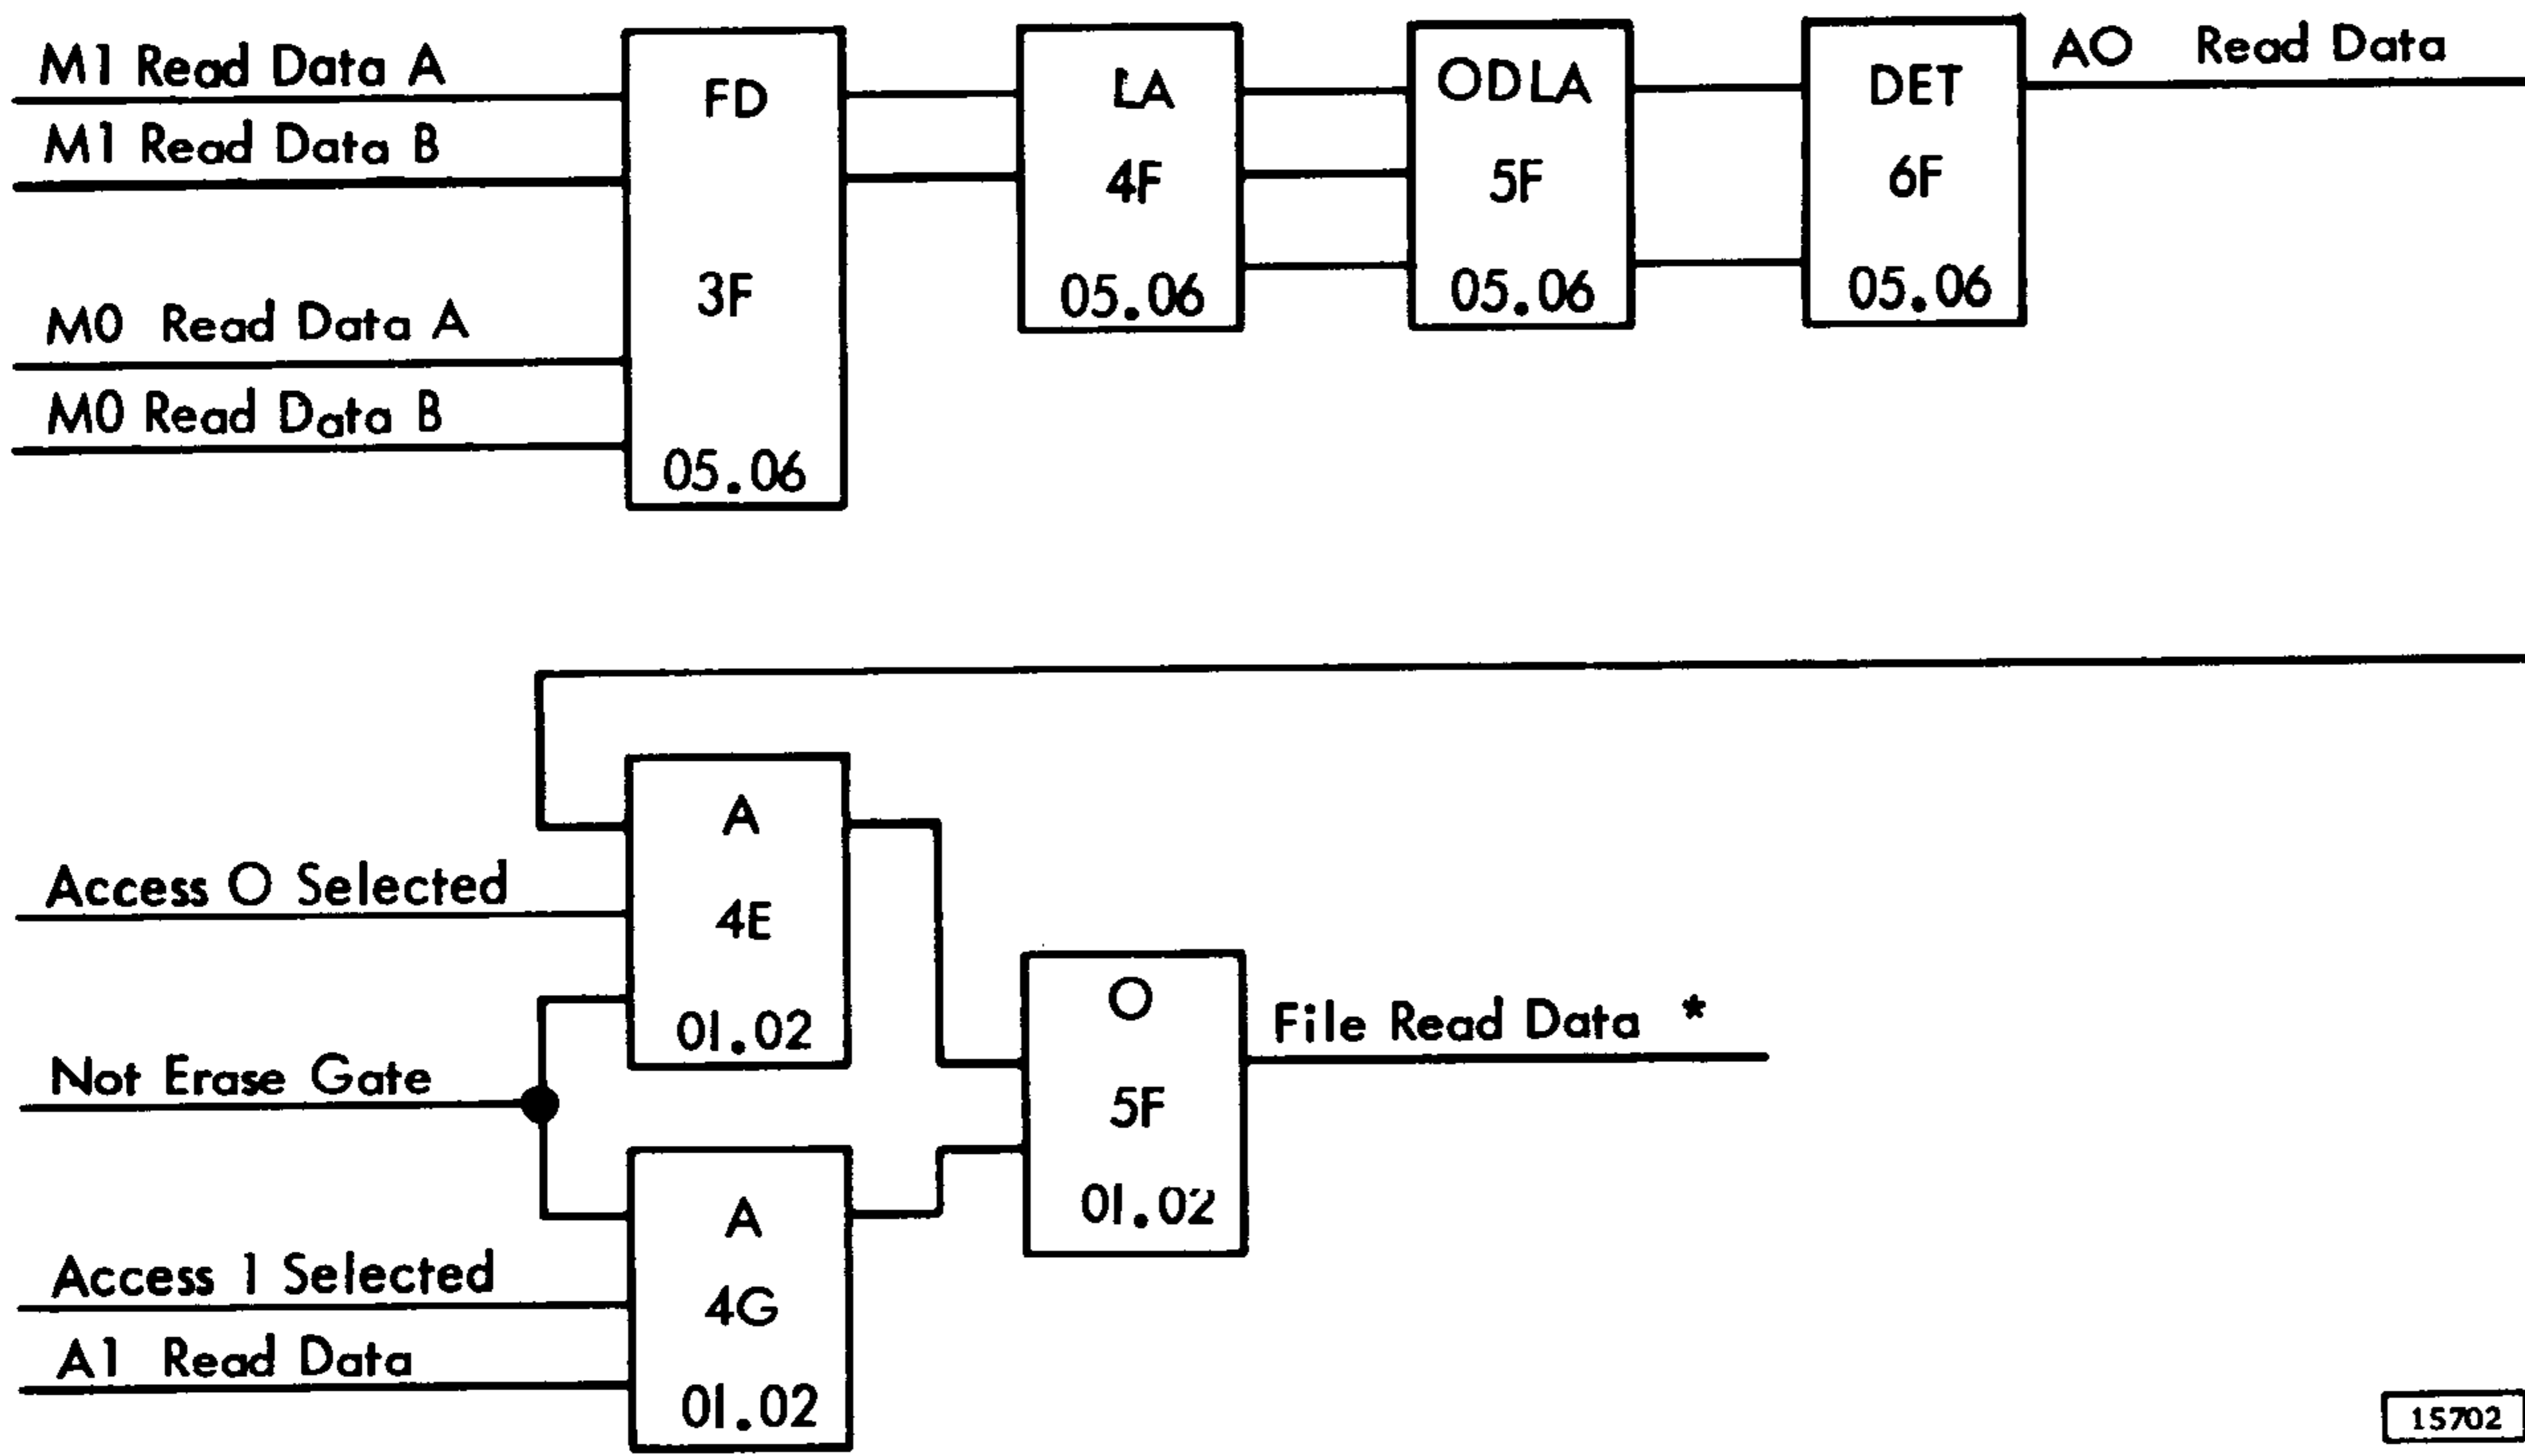 M1 Read Data A
M1 Read Data B
M0 Read Data A
M0 Read Data B
FD
3F
05.06
LA
4F
05.06
ODLA
5F
05.06
DET
6F
05.06
AO Read Data
Access O Selected
Not Erase Gate
Access 1 Selected
A1 Read Data
A
4E
01.02
A
4G
01.02
O
5F
01.02
File Read Data *
15702